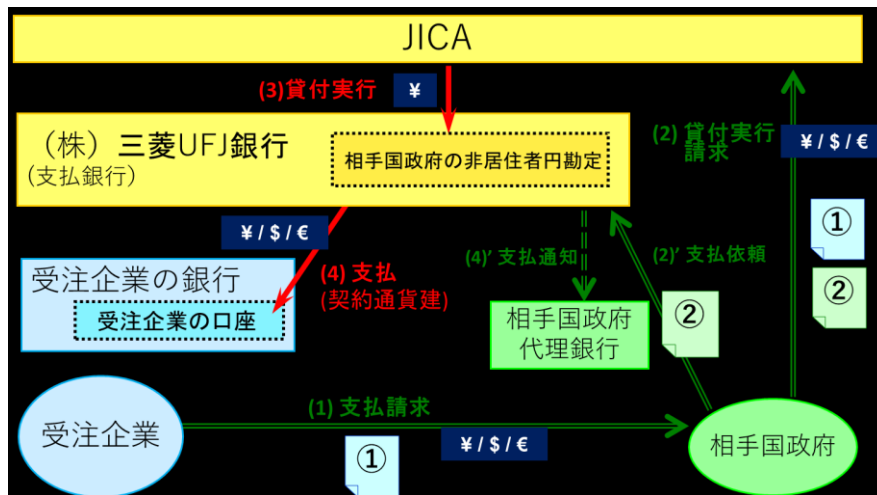 JICA
(3)貸付実行
¥
（株）三菱UFJ銀行
(支払銀行)
相手国政府の非居住者円勘定
(2) 貸付実行
請求
¥ / $ / €
①
②
¥ / $ / €
(4) 支払
(契約通貨建)
(4)’ 支払通知
(2)’ 支払依頼
受注企業の銀行
受注企業の口座
相手国政府
代理銀行
②
(1) 支払請求
¥ / $ / €
①
受注企業
相手国政府